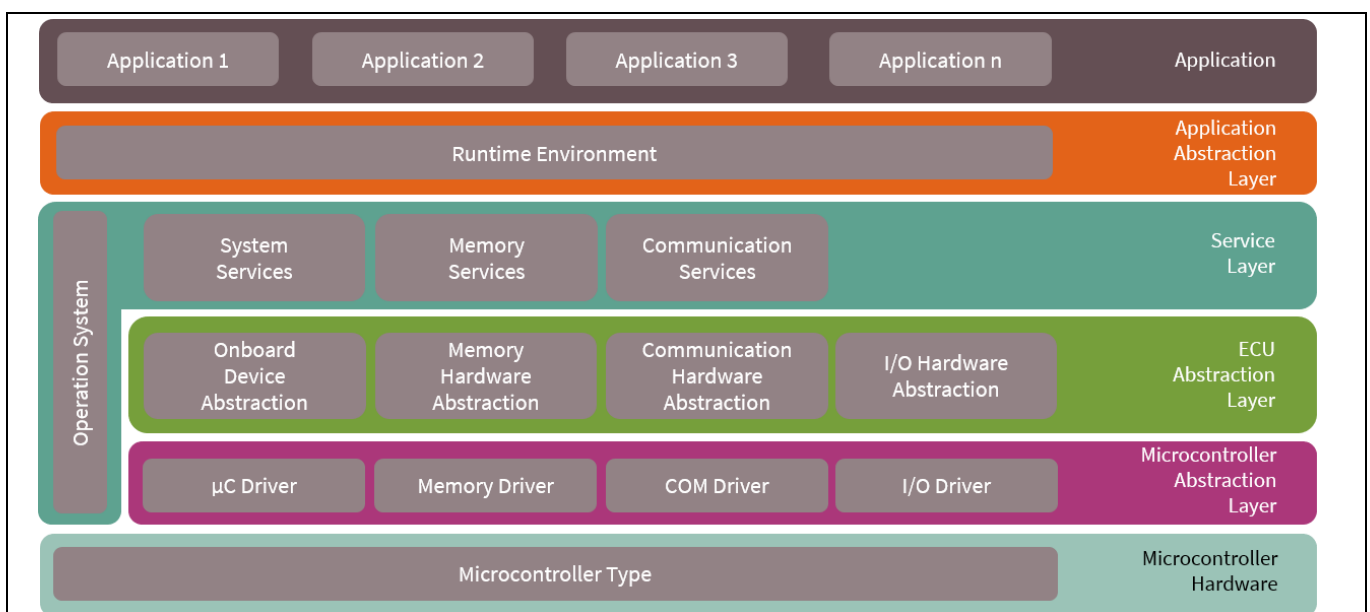 Application 1
Application 2
Application 3
Application n
Application
Runtime Environment
Application
Abstraction
Layer
Operation System
System
Services
Memory
Services
Communication
Services
Service
Layer
Onboard
Device
Abstraction
Memory
Hardware
Abstraction
Communication
Hardware
Abstraction
I/O Hardware
Abstraction
ECU
Abstraction
Layer
µC Driver
Memory Driver
COM Driver
I/O Driver
Microcontroller
Abstraction
Layer
Microcontroller Type
Microcontroller
Hardware